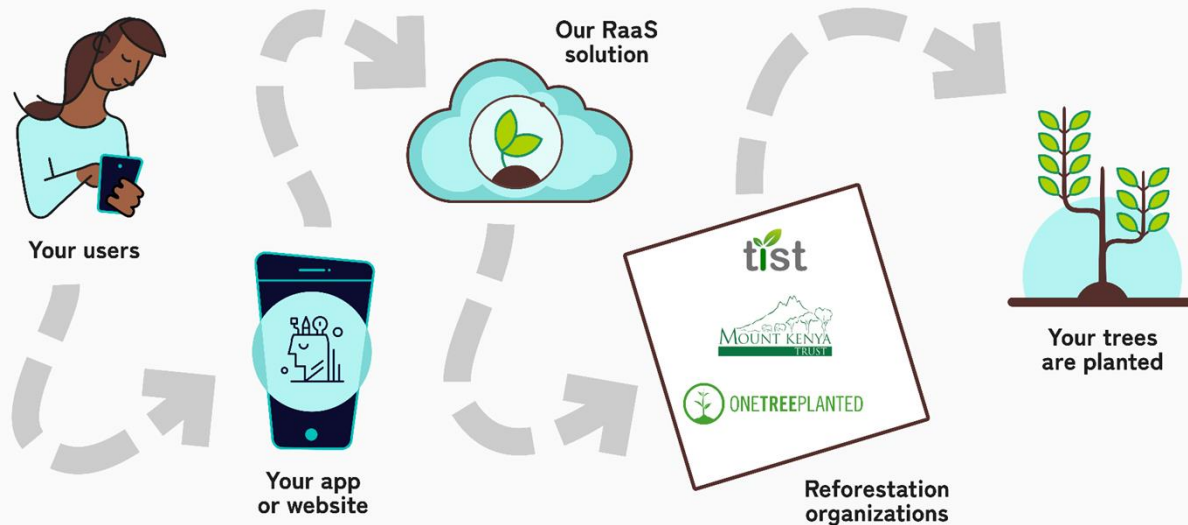 Your users
Your app
or website
Our RaaS
solution
tist
MOUNT KENYA
TRUST
ONETREEPLANTED
Reforestation
organizations
Your trees
are planted